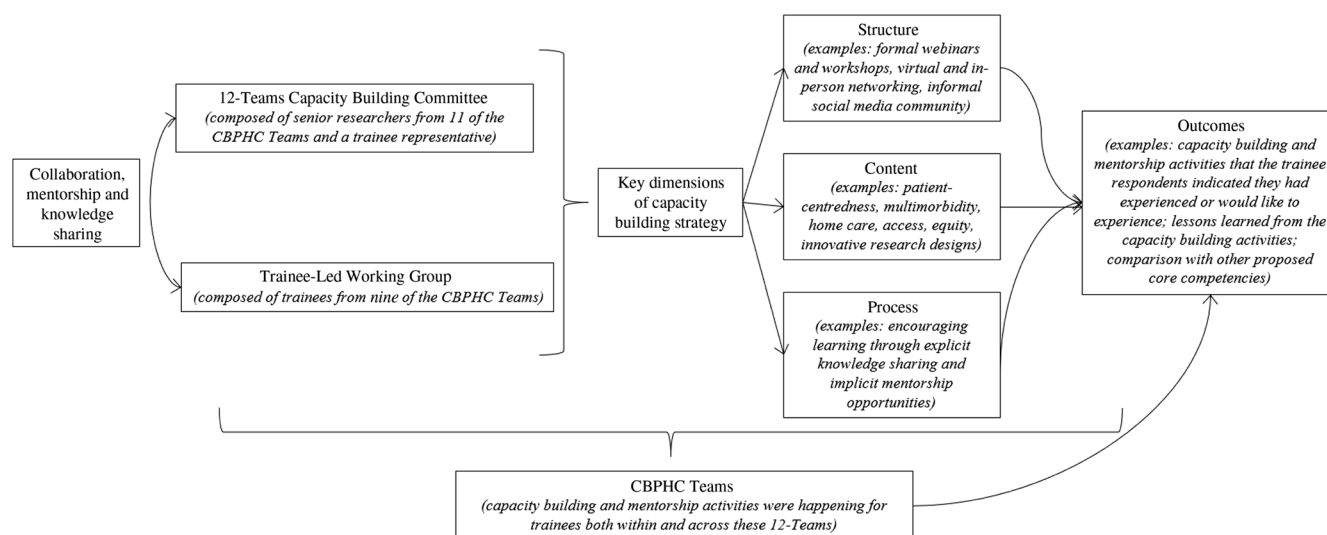 Collaboration,
mentorship and
knowledge
sharing
12-Teams Capacity Building Committee
(composed of senior researchers from 11 of the
CBPHC Teams and a trainee representative)
Trainee-Led Working Group
(composed of trainees from nine of the CBPHC Teams)
Key dimensions
of capacity
building strategy
Structure
(examples: formal webinars
and workshops, virtual and in-
person networking, informal
social media community)
Content
(examples: patient-
centredness, multimorbidity,
home care, access, equity,
innovative research designs)
Process
(examples: encouraging
learning through explicit
knowledge sharing and
implicit mentorship
opportunities)
Outcomes
(examples: capacity building and
mentorship activities that the trainee
respondents indicated they had
experienced or would like to
experience; lessons learned from the
capacity building activities;
comparison with other proposed
core competencies)
CBPHC Teams
(capacity building and mentorship activities were happening for
trainees both within and across these 12-Teams)